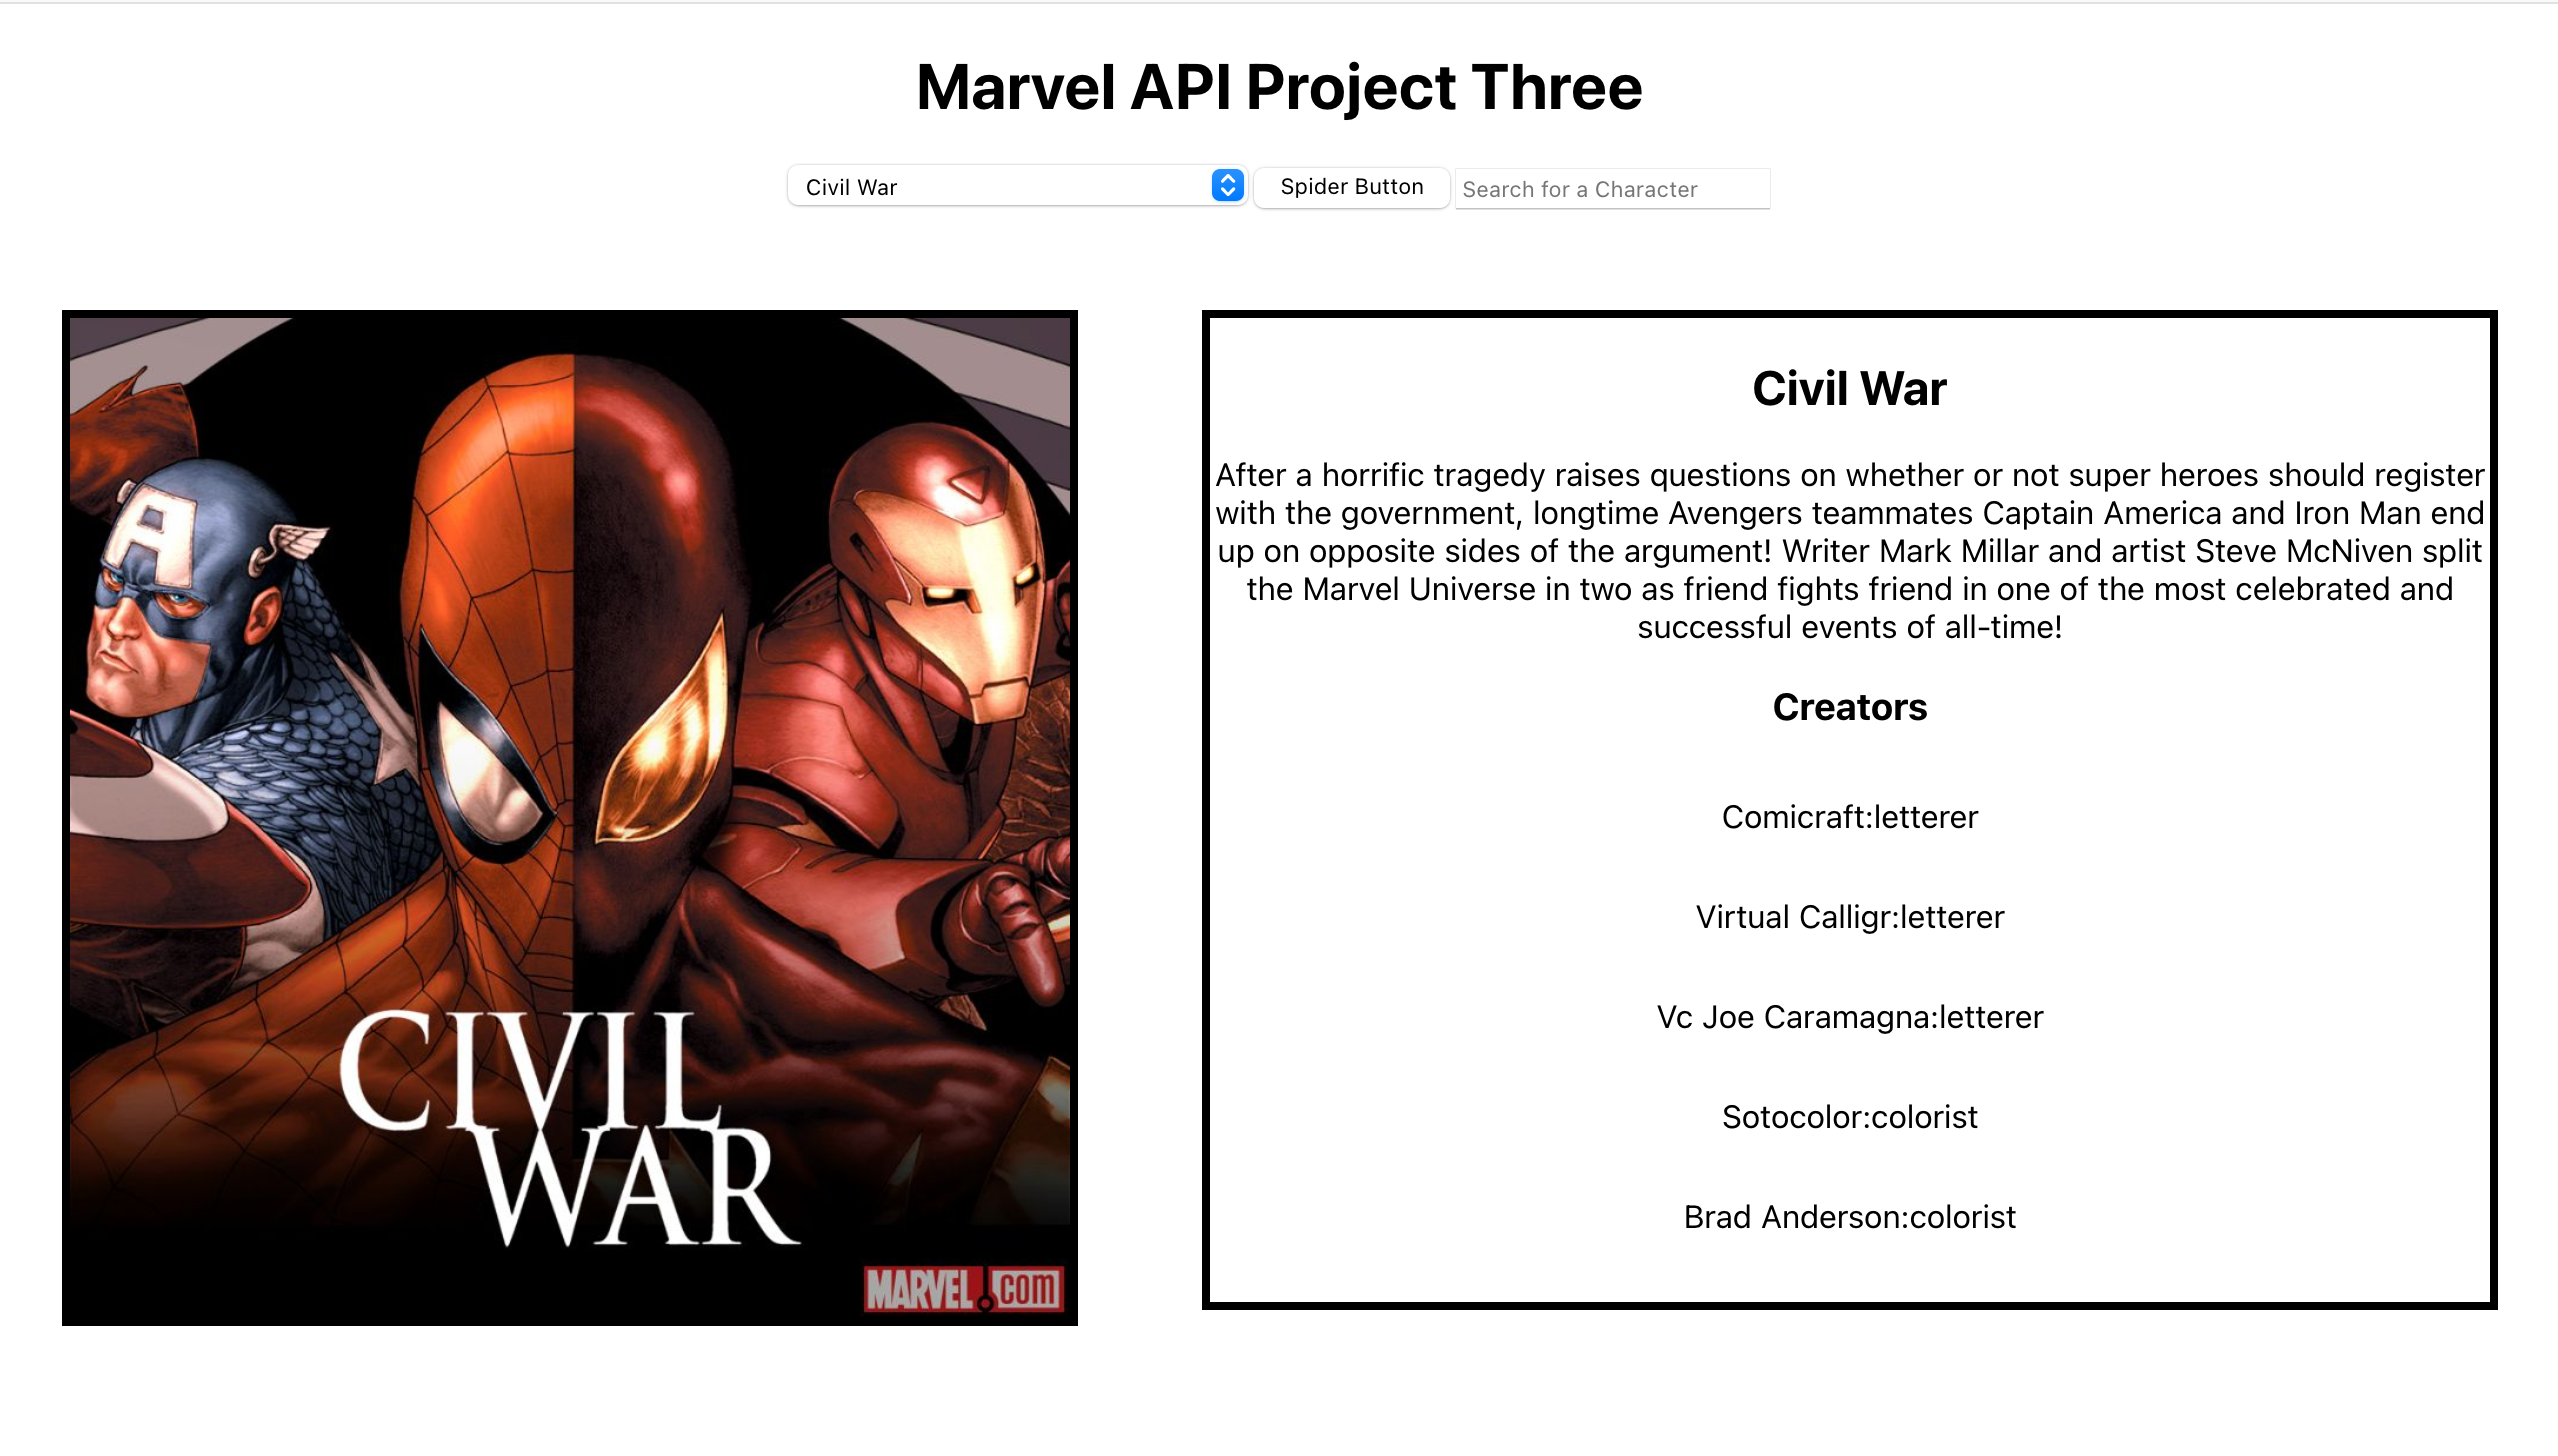 Marvel API Project Three
Civil War
Spider Button
Search for a Character
A
CIVIL
WAR
MARVEL.com
Civil War
After a horrific tragedy raises questions on whether or not super heroes should register
with the government, longtime Avengers teammates Captain America and Iron Man end
up on opposite sides of the argument! Writer Mark Millar and artist Steve McNiven split
the Marvel Universe in two as friend fights friend in one of the most celebrated and
successful events of all-time!
Creators
Comicraft:letterer
Virtual Calligr:letterer
Vc Joe Caramagna:letterer
Sotocolor:colorist
Brad Anderson:colorist